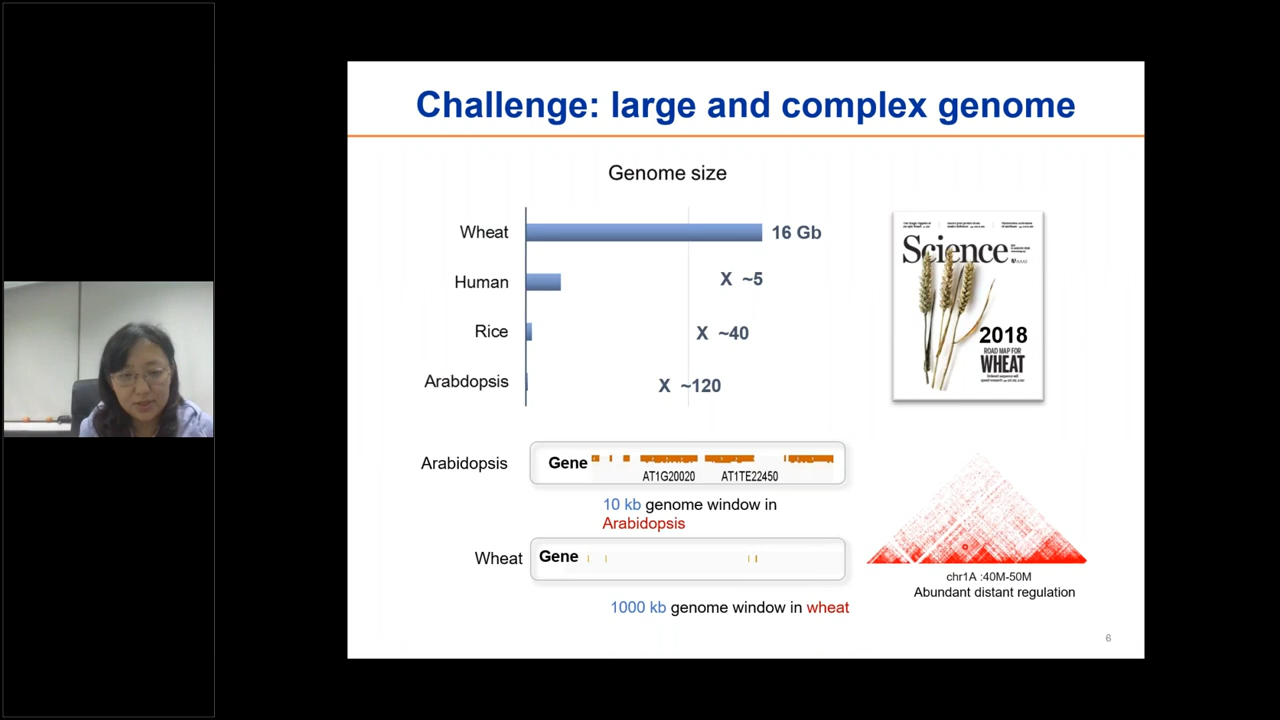 Challenge: large and complex genome
Genome size
Wheat
16 Gb
Human
X ~5
Rice
X ~40
Arabdopsis
X ~120
Science
2018
ROAD MAP FOR
WHEAT
Arabidopsis
Gene
AT1G20020
AT1TE22450
10 kb genome window in
Arabidopsis
Wheat
Gene
1000 kb genome window in wheat
chr1A :40M-50M
Abundant distant regulation
6